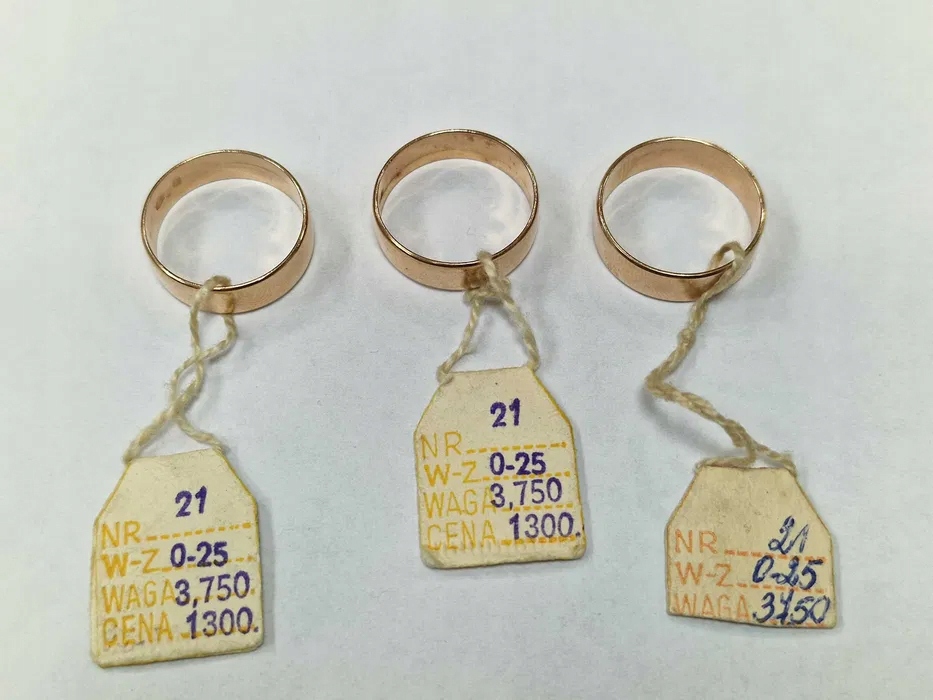 21
NR
W-Z 0-25
WAGA 3,750.
CENA 1300.
21
NR
W-Z 0-25
WAGA 3,750
CENA 1300.
NR 21
W-Z 0-25
WAGA 3,750